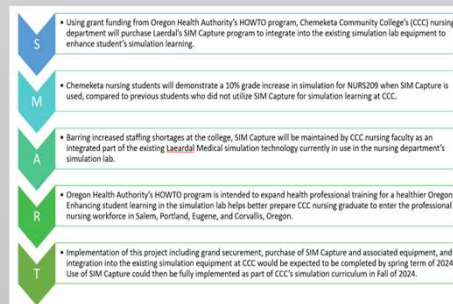 S
• Using grant funding from Oregon Health Authority's HOWTO program, Chemeketa Community College's (CCC) nursing
department will purchase Laerdal's SIM Capture program to integrate into the existing simulation lab equipment to
enhance student's simulation learning.
M
• Chemeketa nursing students will demonstrate a 10% grade increase in simulation for NURS209 when SIM Capture is
used, compared to previous students who did not utilize SIM Capture for simulation learning at CCC.
A
• Barring increased staffing shortages at the college, SIM Capture will be maintained by CCC nursing faculty as an
integrated part of the existing Laeardal Medical simulation technology currently in use in the nursing department's
simulation lab.
R
• Oregon Health Authority's HOWTO program is intended to expand health professional training for a healthier Oregon.
Enhancing student learning in the simulation lab helps better prepare CCC nursing graduate to enter the professional
nursing workforce in Salem, Portland, Eugene, and Corvallis, Oregon.
T
• Implementation of this project including grand securement, purchase of SIM Capture and associated equipment, and
integration into the existing simulation equipment at CCC would be expected to be completed by spring term of 2024.
Use of SIM Capture could then be fully implemented as part of CCC's simulation curriculum in Fall of 2024.